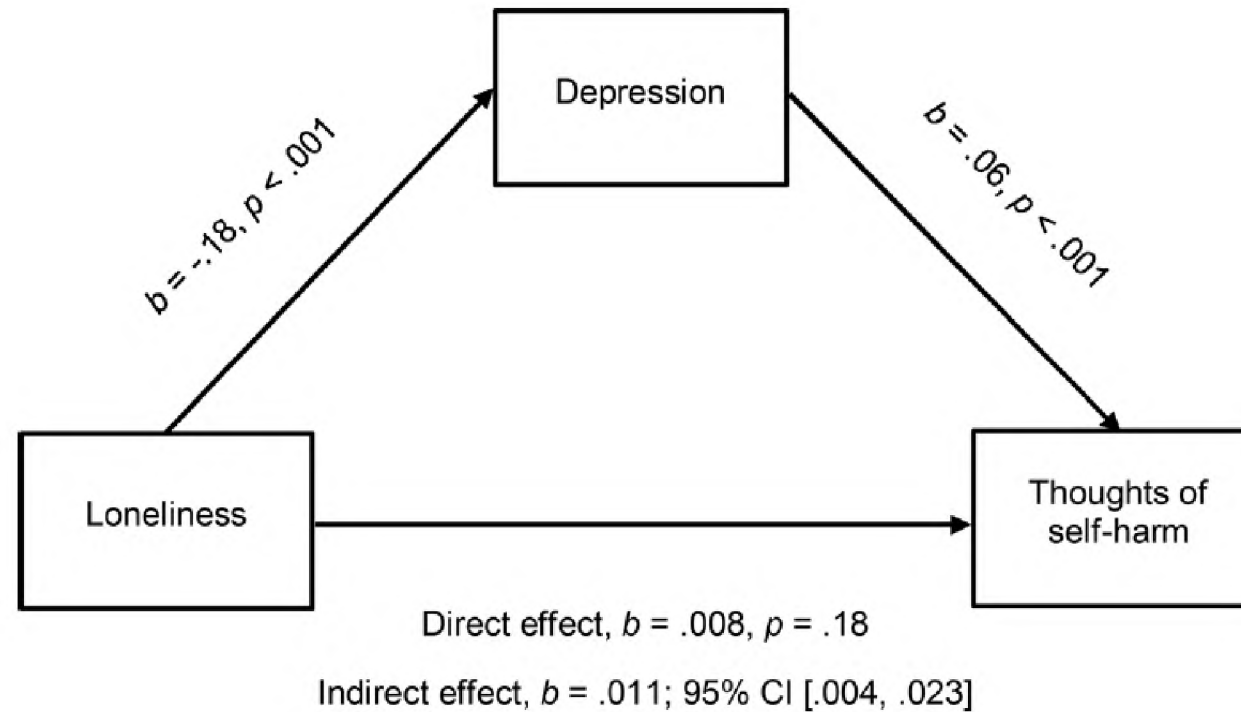 Depression
b = -.18, p < .001
b = .06, p < .001
Loneliness
Thoughts of
self-harm
Direct effect, b = .008, p = .18
Indirect effect, b = .011; 95% CI [.004, .023]